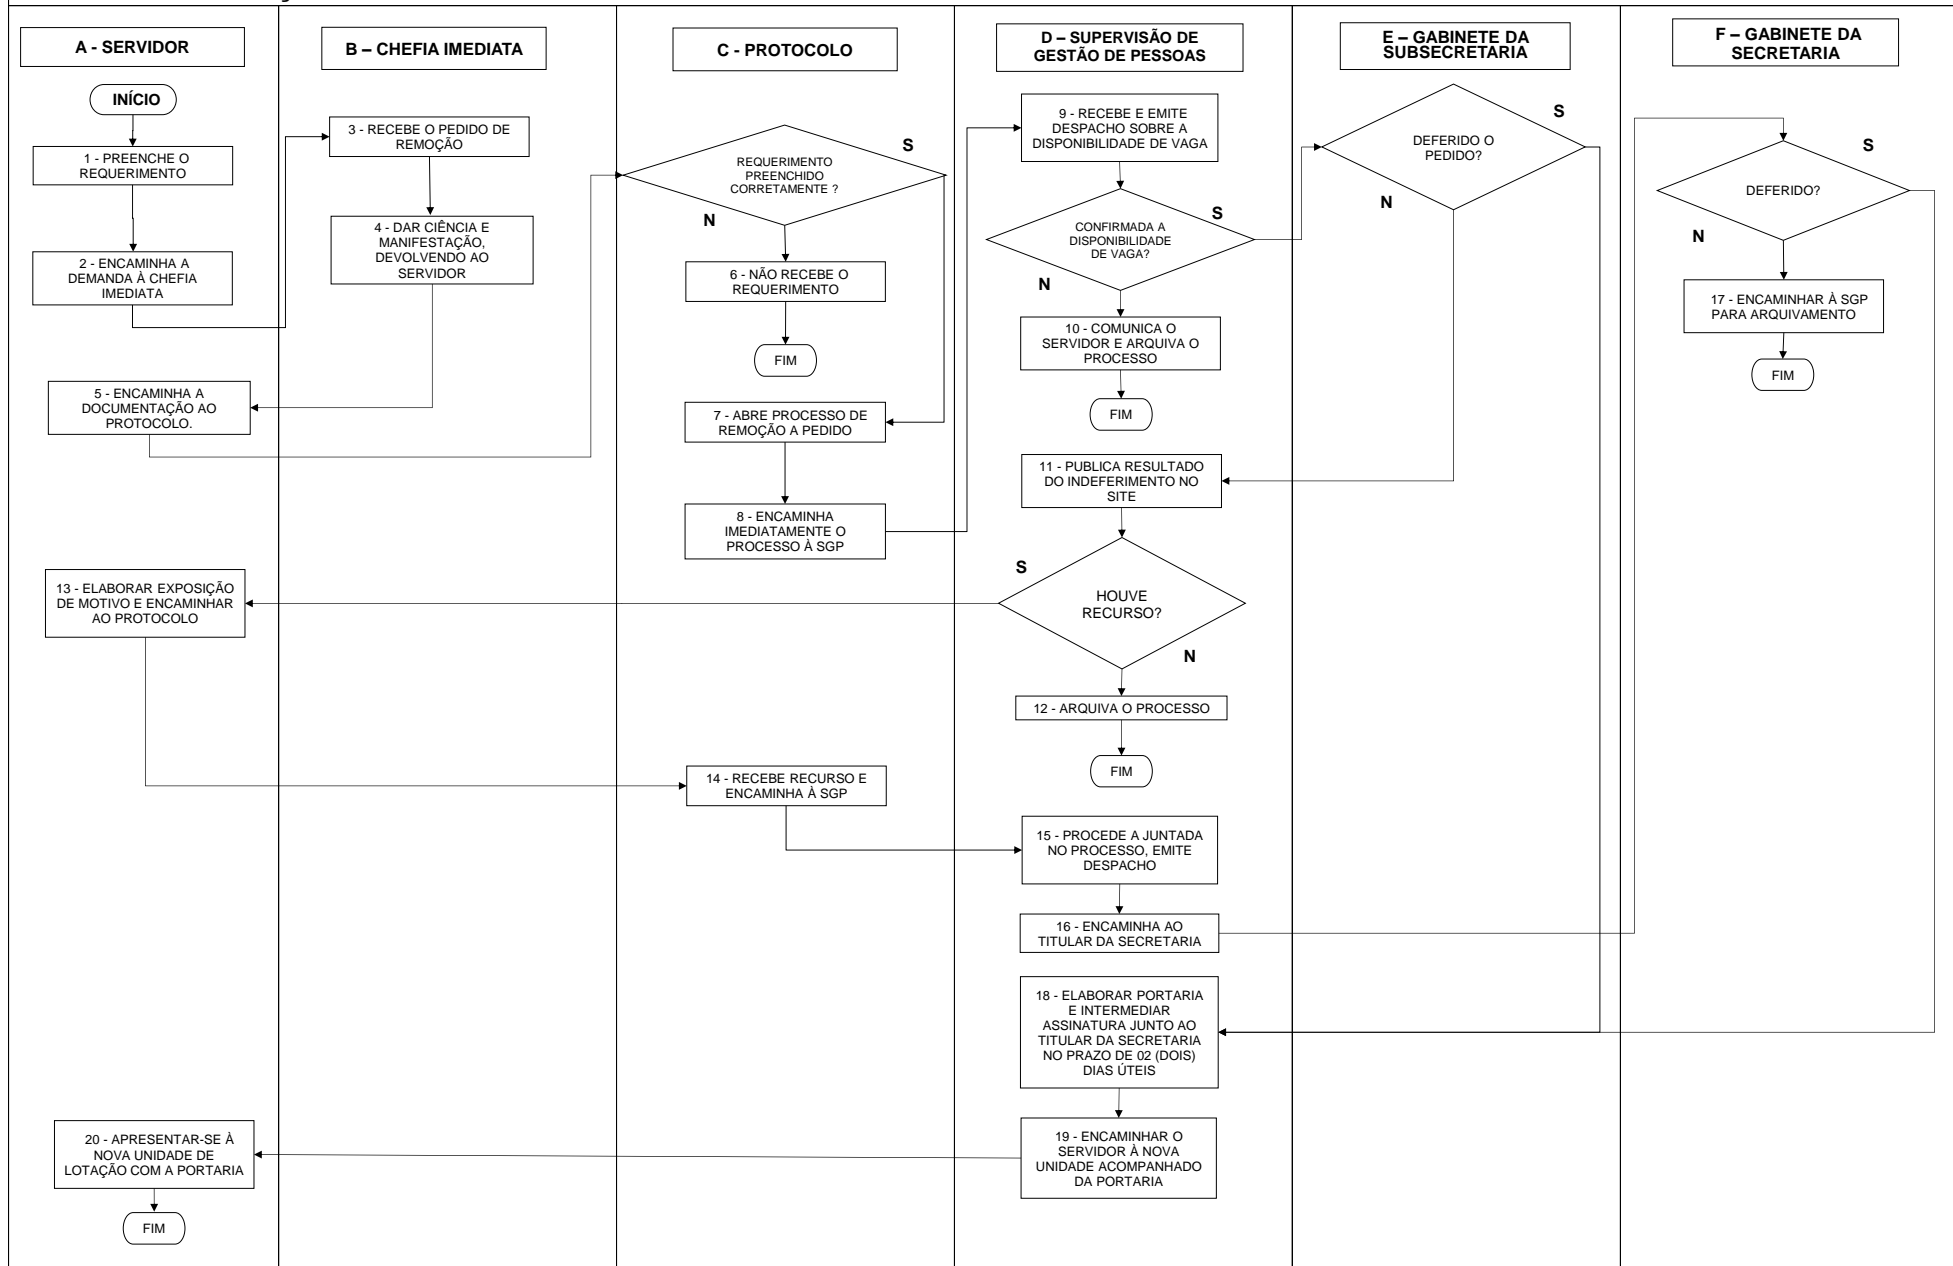 A - SERVIDOR
INÍCIO
1 - PREENCHE O
REQUERIMENTO
2 - ENCAMINHA A
DEMANDA À CHEFIA
IMEDIATA
5 - ENCAMINHA A
DOCUMENTAÇÃO AO
PROTOCOLO.
13 - ELABORAR EXPOSIÇÃO
DE MOTIVO E ENCAMINHAR
AO PROTOCOLO
20 - APRESENTAR-SE À
NOVA UNIDADE DE
LOTAÇÃO COM A PORTARIA
FIM
B – CHEFIA IMEDIATA
3 - RECEBE O PEDIDO DE
REMOÇÃO
4 - DAR CIÊNCIA E
MANIFESTAÇÃO,
DEVOLVENDO AO
SERVIDOR
C - PROTOCOLO
REQUERIMENTO
PREENCHIDO
CORRETAMENTE ?
S
N
6 - NÃO RECEBE O
REQUERIMENTO
FIM
7 - ABRE PROCESSO DE
REMOÇÃO A PEDIDO
8 - ENCAMINHA
IMEDIATAMENTE O
PROCESSO À SGP
14 - RECEBE RECURSO E
ENCAMINHA À SGP
D – SUPERVISÃO DE
GESTÃO DE PESSOAS
9 - RECEBE E EMITE
DESPACHO SOBRE A
DISPONIBILIDADE DE VAGA
CONFIRMADA A
DISPONIBILIDADE
DE VAGA?
S
N
10 - COMUNICA O
SERVIDOR E ARQUIVA O
PROCESSO
FIM
11 - PUBLICA RESULTADO
DO INDEFERIMENTO NO
SITE
S
HOUVE
RECURSO?
N
12 - ARQUIVA O PROCESSO
FIM
15 - PROCEDE A JUNTADA
NO PROCESSO, EMITE
DESPACHO
16 - ENCAMINHA AO
TITULAR DA SECRETARIA
18 - ELABORAR PORTARIA
E INTERMEDIAR
ASSINATURA JUNTO AO
TITULAR DA SECRETARIA
NO PRAZO DE 02 (DOIS)
DIAS ÚTEIS
19 - ENCAMINHAR O
SERVIDOR À NOVA
UNIDADE ACOMPANHADO
DA PORTARIA
E – GABINETE DA
SUBSECRETARIA
S
DEFERIDO O
PEDIDO?
N
F – GABINETE DA
SECRETARIA
S
DEFERIDO?
N
17 - ENCAMINHAR À SGP
PARA ARQUIVAMENTO
FIM